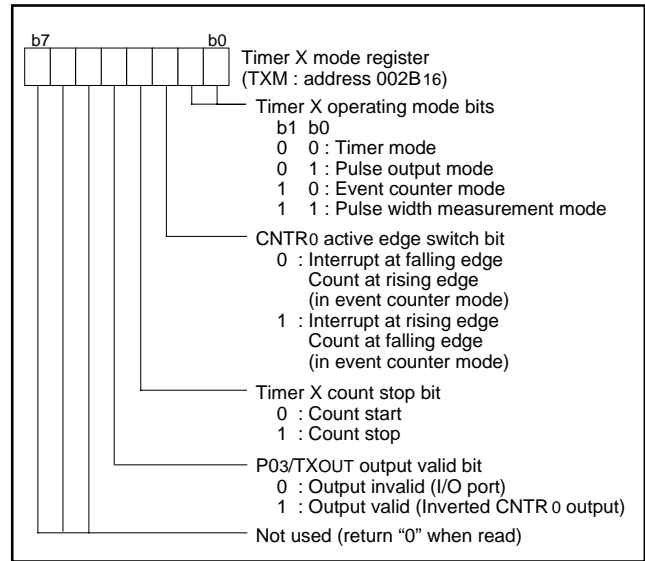 b7 b0
Timer X mode register
(TXM : address 002B16)
Timer X operating mode bits
b1 b0
0 0 : Timer mode
0 1 : Pulse output mode
1 0 : Event counter mode
1 1 : Pulse width measurement mode
CNTR0 active edge switch bit
0 : Interrupt at falling edge
Count at rising edge
(in event counter mode)
1 : Interrupt at rising edge
Count at falling edge
(in event counter mode)
Timer X count stop bit
0 : Count start
1 : Count stop
P03/TXOUT output valid bit
0 : Output invalid (I/O port)
1 : Output valid (Inverted CNTR0 output)
Not used (return “0” when read)